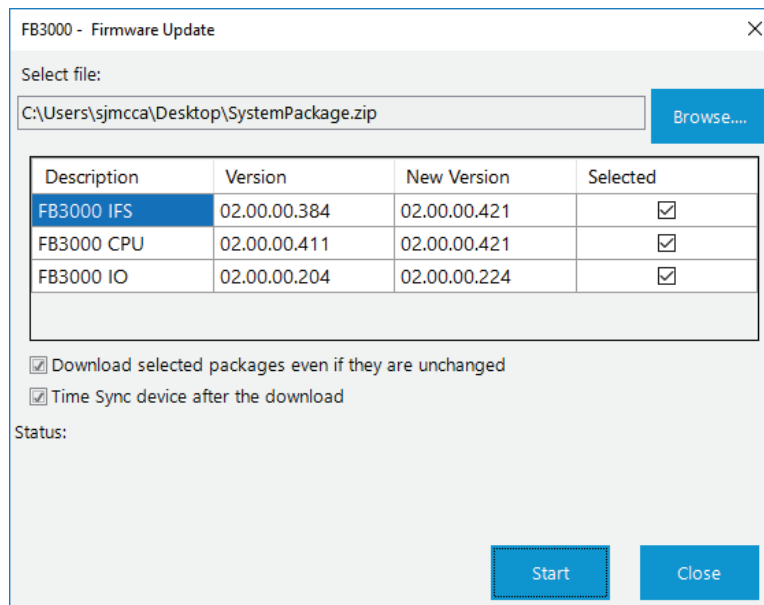 FB3000 - Firmware Update
Select file:
C:\Users\sjmcca\Desktop\SystemPackage.zip
Browse....
Description Version New Version Selected
FB3000 IFS 02.00.00.384 02.00.00.421
FB3000 CPU 02.00.00.411 02.00.00.421
FB3000 IO 02.00.00.204 02.00.00.224
Download selected packages even if they are unchanged
Time Sync device after the download
Status:
Start Close